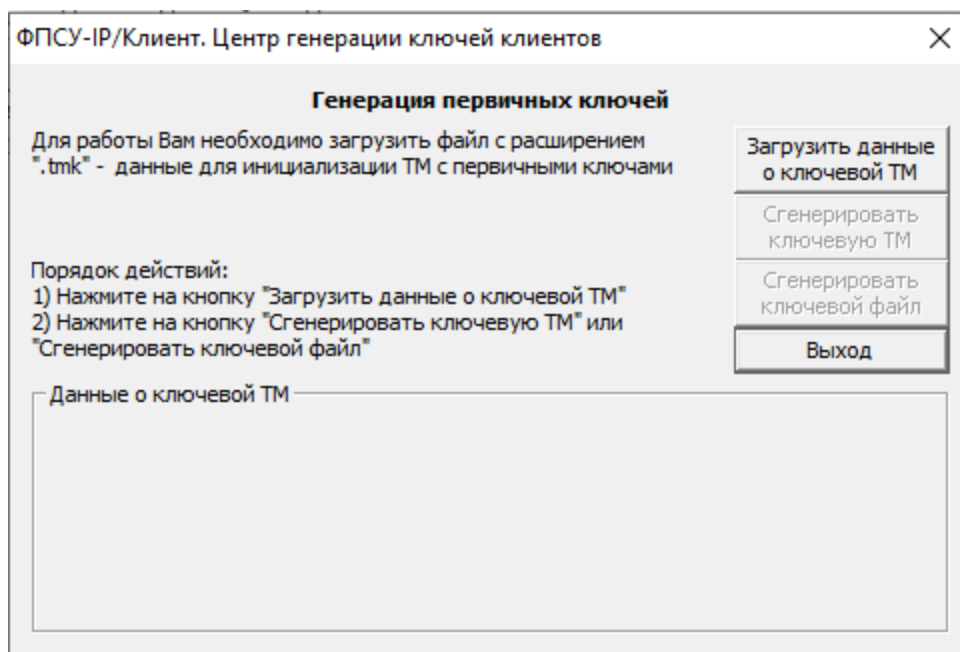 ФПСУ-IP/Клиент. Центр генерации ключей клиентов
Генерация первичных ключей
Для работы Вам необходимо загрузить файл с расширением
".tmk" - данные для инициализации ТМ с первичными ключами
Загрузить данные
о ключевой ТМ
Сгенерировать
ключевую ТМ
Сгенерировать
ключевой файл
Выход
Порядок действий:
1) Нажмите на кнопку "Загрузить данные о ключевой ТМ"
2) Нажмите на кнопку "Сгенерировать ключевую ТМ" или
"Сгенерировать ключевой файл"
Данные о ключевой ТМ